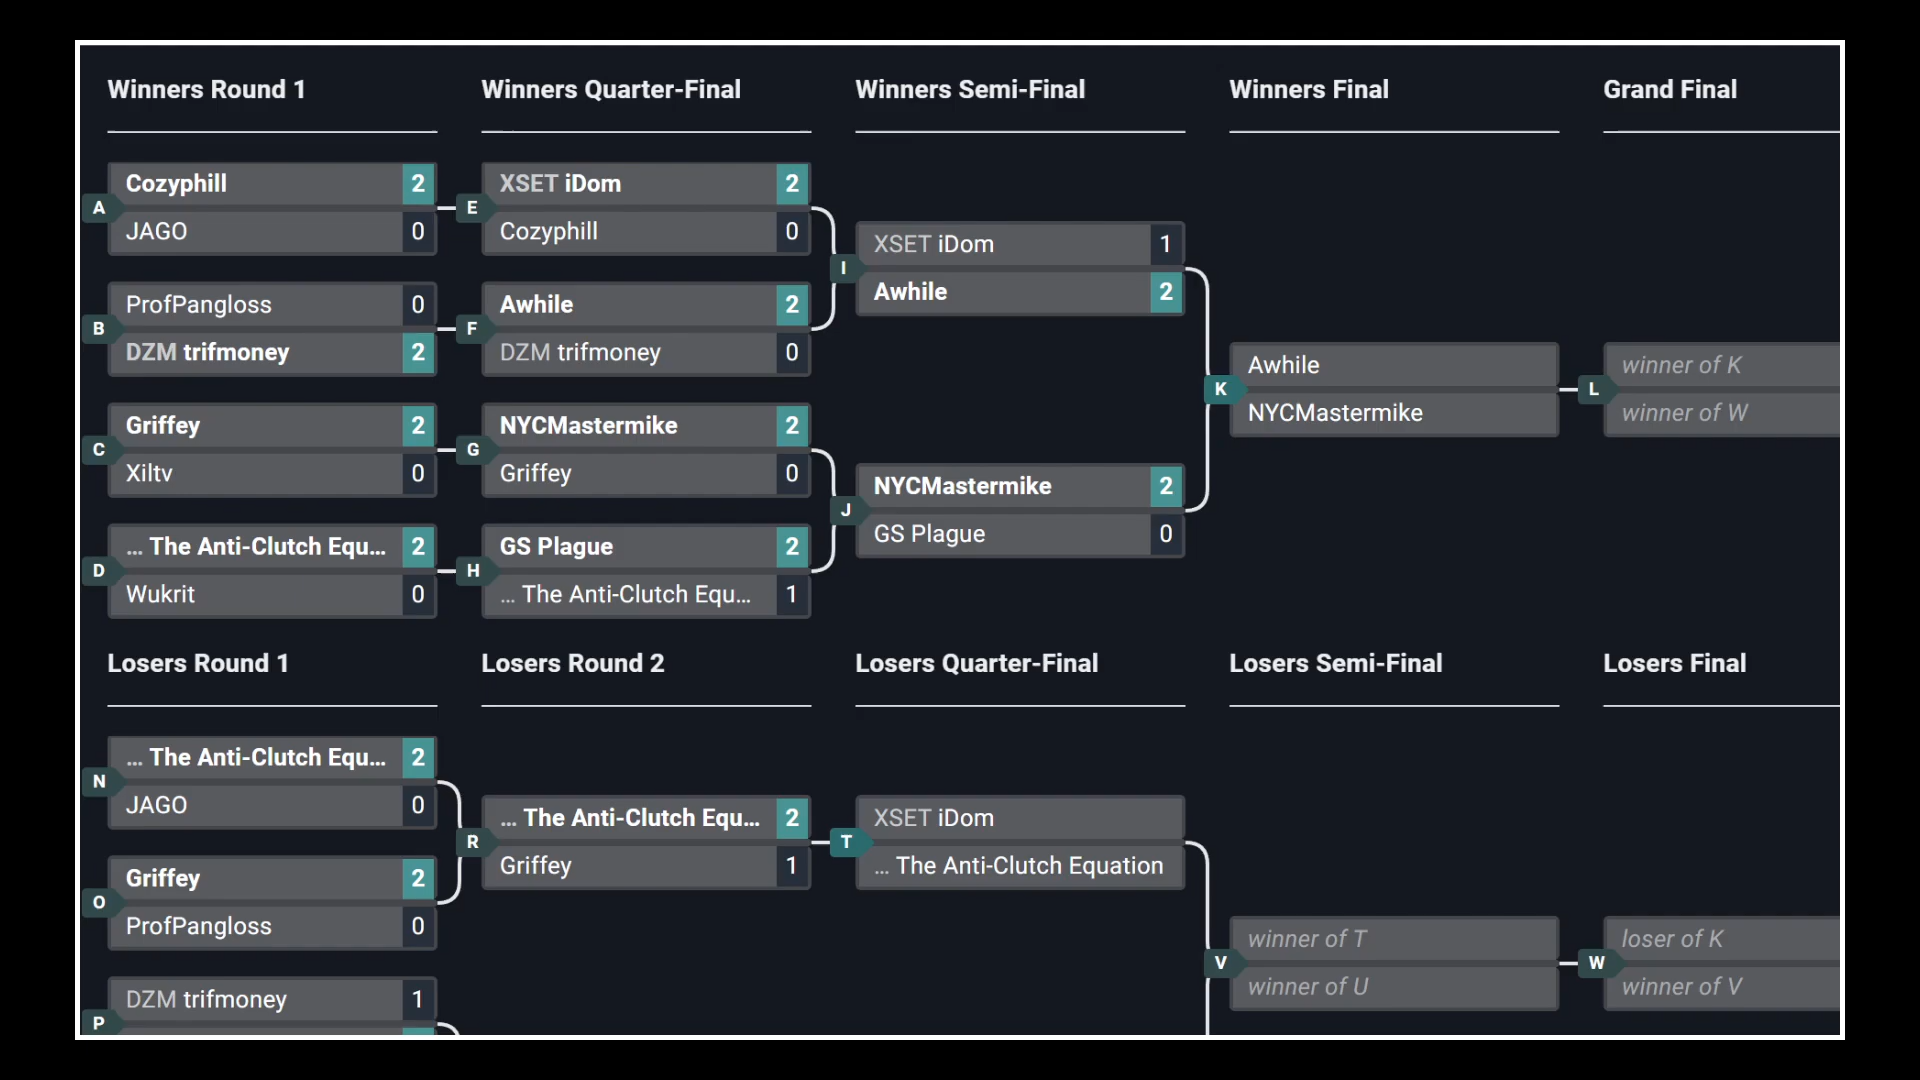 Winners Round 1
Winners Quarter-Final
Winners Semi-Final
Winners Final
Grand Final
A
Cozyphill 2
JAGO 0
B
ProfPangloss 0
DZM trifmoney 2
C
Griffey 2
Xiltv 0
D
... The Anti-Clutch Equ... 2
Wukrit 0
E
XSET iDom 2
Cozyphill 0
F
Awhile 2
DZM trifmoney 0
G
NYCMastermike 2
Griffey 0
H
GS Plague 2
... The Anti-Clutch Equ... 1
I
XSET iDom 1
Awhile 2
J
NYCMastermike 2
GS Plague 0
K
Awhile
NYCMastermike
L
winner of K
winner of W
Losers Round 1
Losers Round 2
Losers Quarter-Final
Losers Semi-Final
Losers Final
N
... The Anti-Clutch Equ... 2
JAGO 0
O
Griffey 2
ProfPangloss 0
P
DZM trifmoney 1
R
... The Anti-Clutch Equ... 2
Griffey 1
T
XSET iDom
... The Anti-Clutch Equation
V
winner of T
winner of U
W
loser of K
winner of V